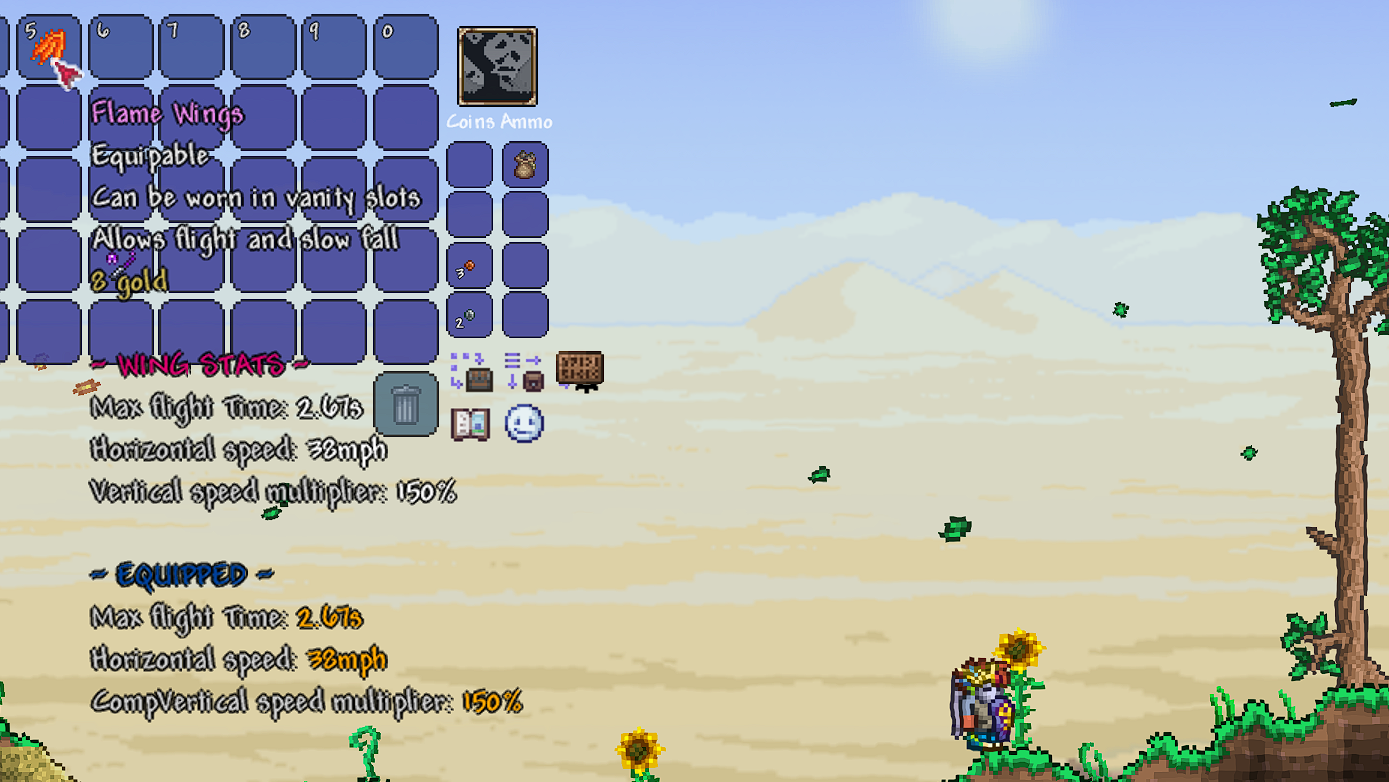 5 6 7 8 9 0
Flame Wings
Coins Ammo
Equipable
Can be worn in vanity slots
Allows flight and slow fall
8 gold
3
2
~ WING STATS ~
Max flight Time: 2.67s
Horizontal speed: 38mph
Vertical speed multiplier: 150%
~ EQUIPPED ~
Max flight Time: 2.67s
Horizontal speed: 38mph
CompVertical speed multiplier: 150%